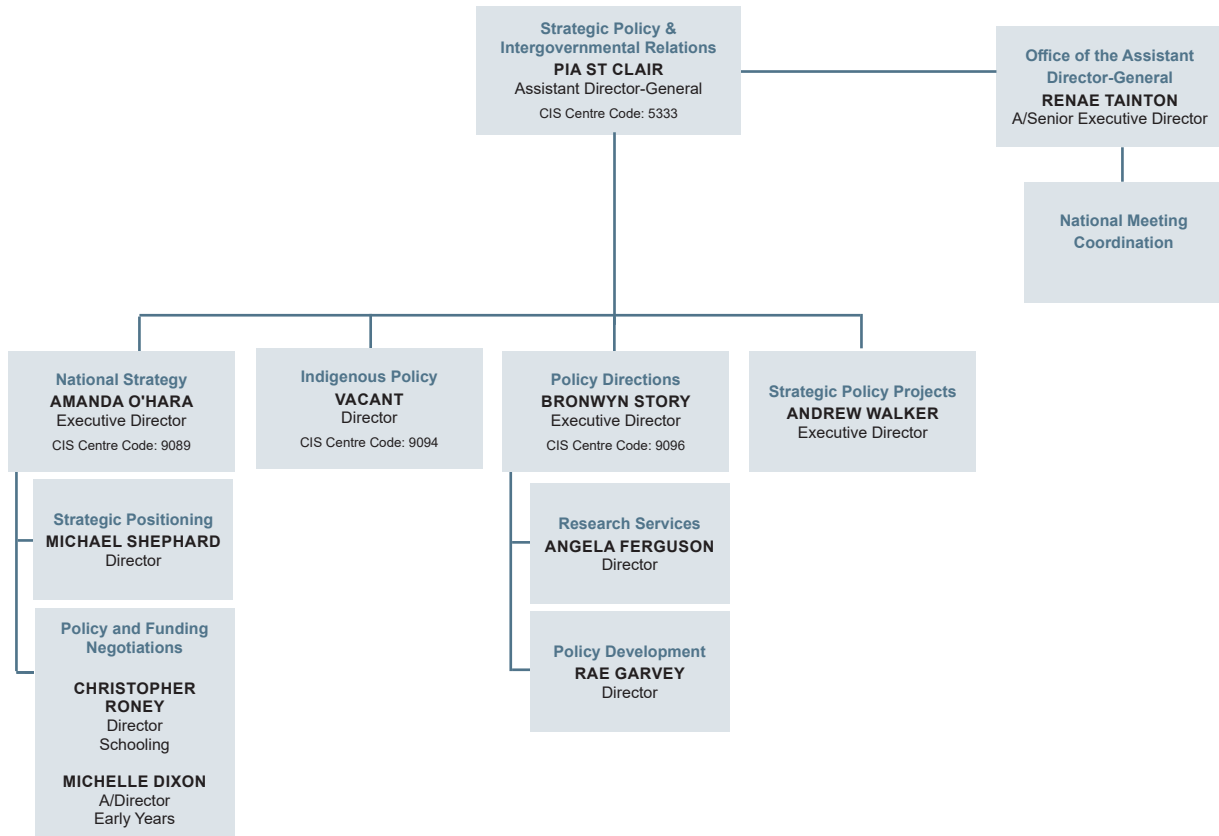 Strategic Policy &
Intergovernmental Relations
PIA ST CLAIR
Assistant Director-General
CIS Centre Code: 5333
Office of the Assistant
Director-General
RENAE TAINTON
A/Senior Executive Director
National Meeting
Coordination
National Strategy
AMANDA O'HARA
Executive Director
CIS Centre Code: 9089
Indigenous Policy
VACANT
Director
CIS Centre Code: 9094
Policy Directions
BRONWYN STORY
Executive Director
CIS Centre Code: 9096
Strategic Policy Projects
ANDREW WALKER
Executive Director
Strategic Positioning
MICHAEL SHEPHARD
Director
Policy and Funding
Negotiations
CHRISTOPHER
RONEY
Director
Schooling
MICHELLE DIXON
A/Director
Early Years
Research Services
ANGELA FERGUSON
Director
Policy Development
RAE GARVEY
Director